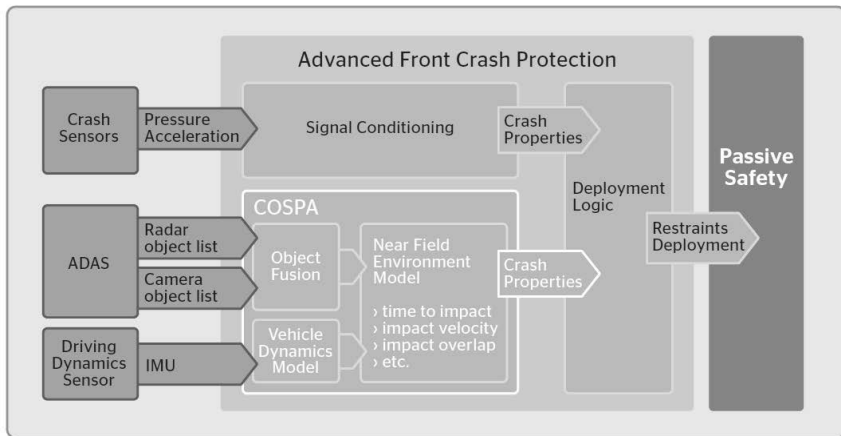 Advanced Front Crash Protection
Crash
Sensors
Pressure
Acceleration
Signal Conditioning
Crash
Properties
Deployment
Logic
Passive
Safety
COSPA
ADAS
Radar
object list
Camera
object list
Object
Fusion
Near Field
Environment
Model
› time to impact
› impact velocity
› impact overlap
› etc.
Crash
Properties
Restraints
Deployment
Driving
Dynamics
Sensor
IMU
Vehicle
Dynamics
Model